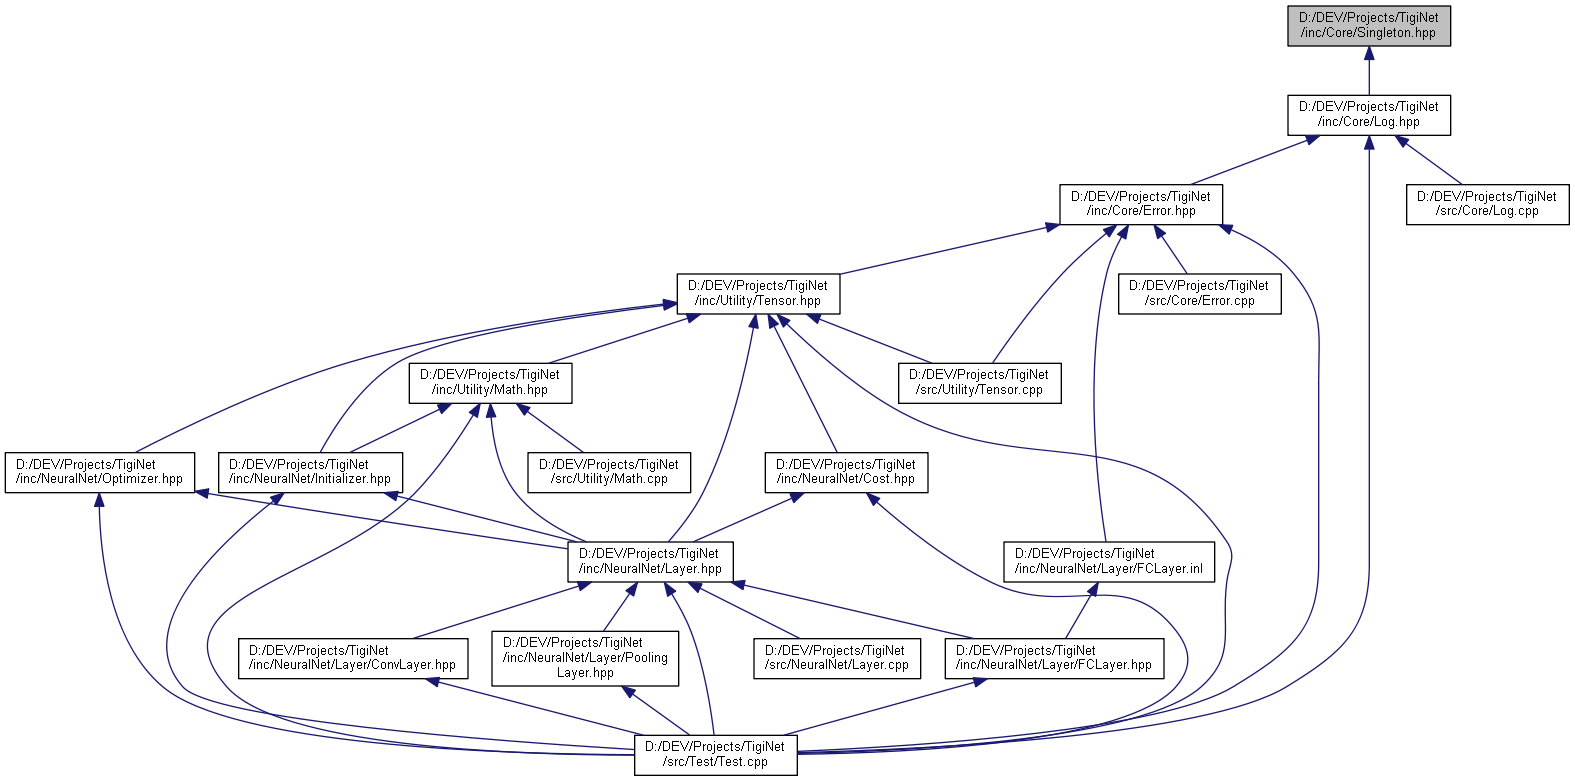 D:/DEV/Projects/TigiNet
/inc/Core/Singleton.hpp
D:/DEV/Projects/TigiNet
/inc/Core/Log.hpp
D:/DEV/Projects/TigiNet
/inc/Core/Error.hpp
D:/DEV/Projects/TigiNet
/src/Core/Log.cpp
D:/DEV/Projects/TigiNet
/inc/Utility/Tensor.hpp
D:/DEV/Projects/TigiNet
/src/Core/Error.cpp
D:/DEV/Projects/TigiNet
/inc/Utility/Math.hpp
D:/DEV/Projects/TigiNet
/src/Utility/Tensor.cpp
D:/DEV/Projects/TigiNet
/inc/NeuralNet/Optimizer.hpp
D:/DEV/Projects/TigiNet
/inc/NeuralNet/Initializer.hpp
D:/DEV/Projects/TigiNet
/src/Utility/Math.cpp
D:/DEV/Projects/TigiNet
/inc/NeuralNet/Cost.hpp
D:/DEV/Projects/TigiNet
/inc/NeuralNet/Layer.hpp
D:/DEV/Projects/TigiNet
/inc/NeuralNet/Layer/FCLayer.inl
D:/DEV/Projects/TigiNet
/inc/NeuralNet/Layer/ConvLayer.hpp
D:/DEV/Projects/TigiNet
/inc/NeuralNet/Layer/Pooling
Layer.hpp
D:/DEV/Projects/TigiNet
/src/NeuralNet/Layer.cpp
D:/DEV/Projects/TigiNet
/inc/NeuralNet/Layer/FCLayer.hpp
D:/DEV/Projects/TigiNet
/src/Test/Test.cpp